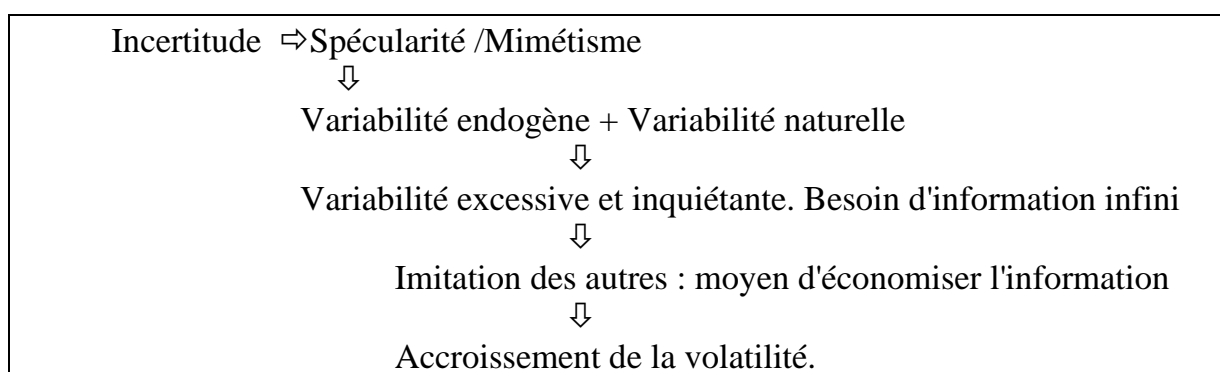 Incertitude ⇨Spécularité /Mimétisme
⇩
Variabilité endogène + Variabilité naturelle
⇩
Variabilité excessive et inquiétante. Besoin d'information infini
⇩
Imitation des autres : moyen d'économiser l'information
⇩
Accroissement de la volatilité.